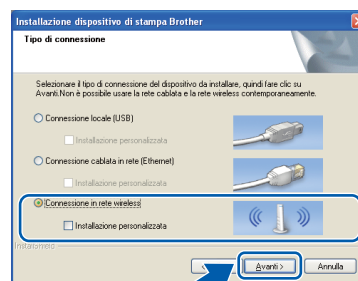 Installazione dispositivo di stampa Brother
Tipo di connessione
Selezionare il tipo di connessione del dispositivo da installare, quindi fare clic su
Avanti.Non è possibile usare la rete cablata e la rete wireless contemporaneamente.
Connessione locale (USB)
Installazione personalizzata
Connessione cablata in rete (Ethernet)
Installazione personalizzata
Connessione in rete wireless
Installazione personalizzata
InstallShield
Avanti >
Annulla